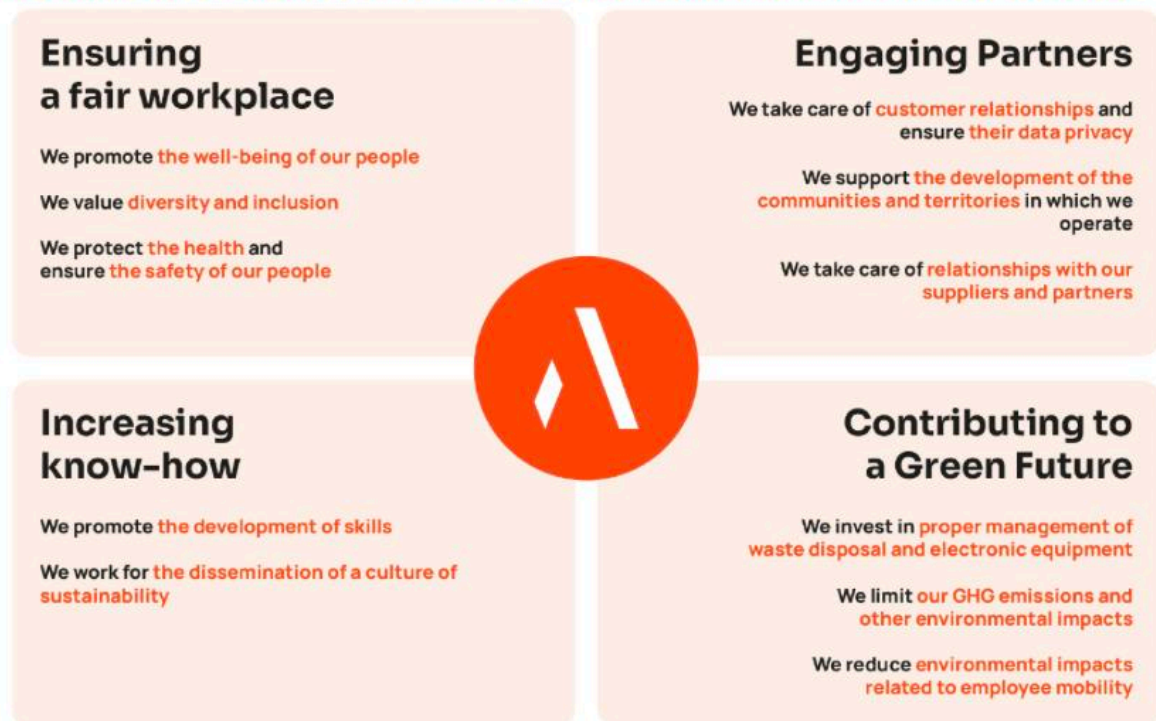 Ensuring
a fair workplace
We promote the well-being of our people
We value diversity and inclusion
We protect the health and
ensure the safety of our people
Engaging Partners
We take care of customer relationships and
ensure their data privacy
We support the development of the
communities and territories in which we
operate
We take care of relationships with our
suppliers and partners
Increasing
know-how
We promote the development of skills
We work for the dissemination of a culture of
sustainability
Contributing to
a Green Future
We invest in proper management of
waste disposal and electronic equipment
We limit our GHG emissions and
other environmental impacts
We reduce environmental impacts
related to employee mobility